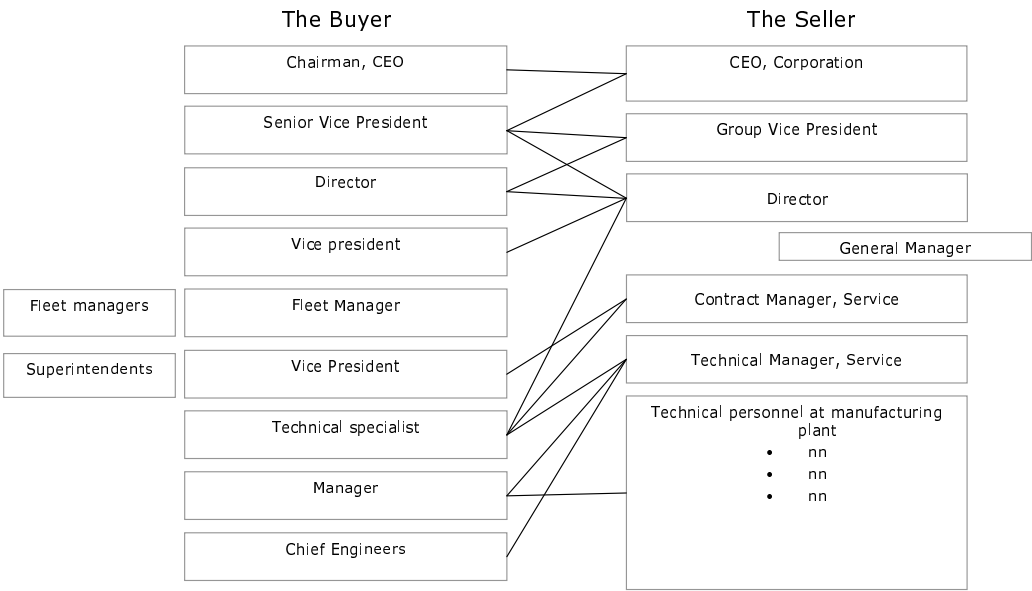 The Buyer
The Seller
Chairman, CEO
CEO, Corporation
Senior Vice President
Group Vice President
Director
Director
Vice president
General Manager
Fleet managers
Fleet Manager
Contract Manager, Service
Superintendents
Vice President
Technical Manager, Service
Technical specialist
Technical personnel at manufacturing
plant
• nn
• nn
• nn
Manager
Chief Engineers